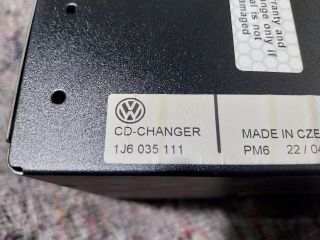 rranty and
ange only if
al is not
amaged
CD-CHANGER
1J6 035 111
MADE IN CZE
PM6 22 / 04